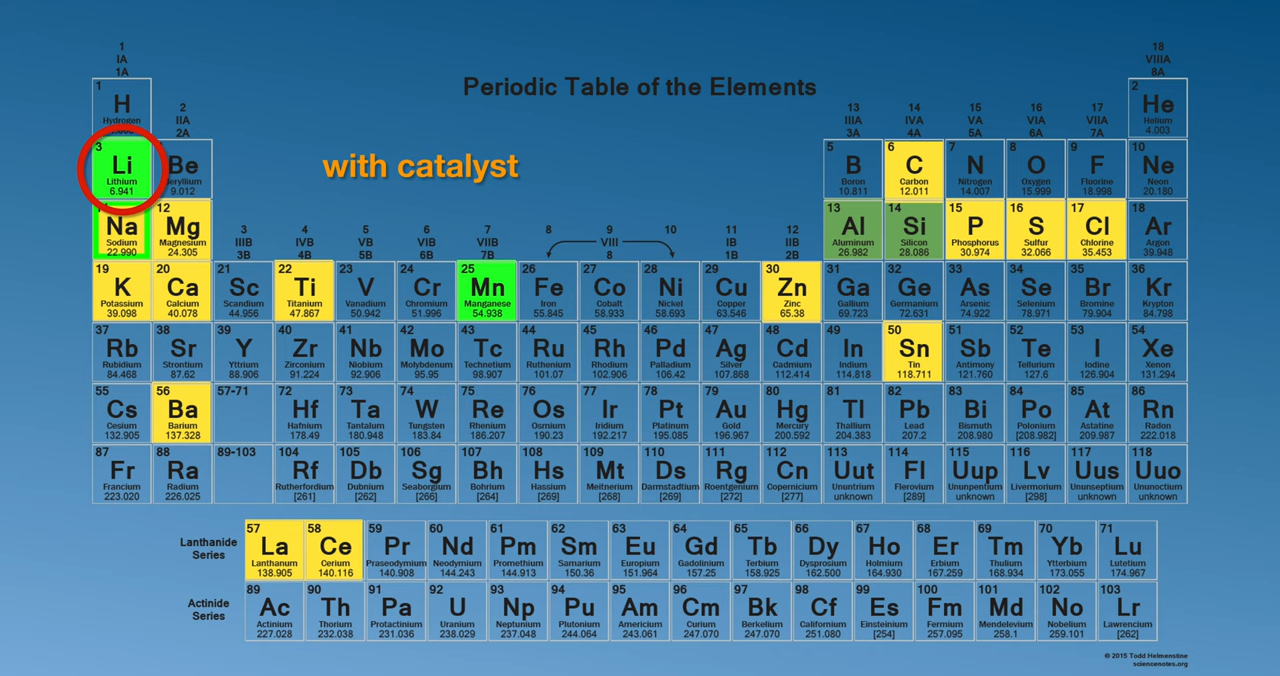 1
IA
1A
18
VIIIA
8A
Periodic Table of the Elements
1 2
H He
Hydrogen Helium
4.003
2 13 14 15 16 17
IIA IIIA IVA VA VIA VIIA
2A 3A 4A 5A 6A 7A
with catalyst
3 5 6 7 8 9 10
Li Be B C N O F Ne
Lithium eryllium Boron Carbon Nitrogen Oxygen Fluorine Neon
6.941 9.012 10.811 12.011 14.007 15.999 18.998 20.180
12 13 14 15 16 17 18
Na Mg Al Si P S Cl Ar
Sodium Magnesium Aluminum Silicon Phosphorus Sulfur Chlorine Argon
22.990 24.305 26.982 28.086 30.974 32.066 35.453 39.948
3 4 5 6 7 8 9 10 11 12
IIIB IVB VB VIB VIIB VIII IB IIB
3B 4B 5B 6B 7B 8 1B 2B
19 20 21 22 23 24 25 26 27 28 29 30 31 32 33 34 35 36
K Ca Sc Ti V Cr Mn Fe Co Ni Cu Zn Ga Ge As Se Br Kr
Potassium Calcium Scandium Titanium Vanadium Chromium Manganese Iron Cobalt Nickel Copper Zinc Gallium Germanium Arsenic Selenium Bromine Krypton
39.098 40.078 44.956 47.867 50.942 51.996 54.938 55.845 58.933 58.693 63.546 65.38 69.723 72.631 74.922 78.971 79.904 84.798
37 38 39 40 41 42 43 44 45 46 47 48 49 50 51 52 53 54
Rb Sr Y Zr Nb Mo Tc Ru Rh Pd Ag Cd In Sn Sb Te I Xe
Rubidium Strontium Yttrium Zirconium Niobium Molybdenum Technetium Ruthenium Rhodium Palladium Silver Cadmium Indium Tin Antimony Tellurium Iodine Xenon
84.468 87.62 88.906 91.224 92.906 95.95 98.907 101.07 102.906 106.42 107.868 112.414 114.818 118.711 121.760 127.6 126.904 131.294
55 56 57-71 72 73 74 75 76 77 78 79 80 81 82 83 84 85 86
Cs Ba Hf Ta W Re Os Ir Pt Au Hg Tl Pb Bi Po At Rn
Cesium Barium Hafnium Tantalum Tungsten Rhenium Osmium Iridium Platinum Gold Mercury Thallium Lead Bismuth Polonium Astatine Radon
132.905 137.328 178.49 180.948 183.84 186.207 190.23 192.217 195.085 196.967 200.592 204.383 207.2 208.980 [208.982] 209.987 222.018
87 88 89-103 104 105 106 107 108 109 110 111 112 113 114 115 116 117 118
Fr Ra Rf Db Sg Bh Hs Mt Ds Rg Cn Uut Fl Uup Lv Uus Uuo
Francium Radium Rutherfordium Dubnium Seaborgium Bohrium Hassium Meitnerium Darmstadtium Roentgenium Copernicium Ununtrium Flerovium Ununpentium Livermorium Ununseptium Ununoctium
223.020 226.025 [261] [262] [266] [264] [269] [268] [269] [272] [277] unknown [289] unknown [298] unknown unknown
Lanthanide
Series
57 58 59 60 61 62 63 64 65 66 67 68 69 70 71
La Ce Pr Nd Pm Sm Eu Gd Tb Dy Ho Er Tm Yb Lu
Lanthanum Cerium Praseodymium Neodymium Promethium Samarium Europium Gadolinium Terbium Dysprosium Holmium Erbium Thulium Ytterbium Lutetium
138.905 140.116 140.908 144.243 144.913 150.36 151.964 157.25 158.925 162.500 164.930 167.259 168.934 173.055 174.967
Actinide
Series
89 90 91 92 93 94 95 96 97 98 99 100 101 102 103
Ac Th Pa U Np Pu Am Cm Bk Cf Es Fm Md No Lr
Actinium Thorium Protactinium Uranium Neptunium Plutonium Americium Curium Berkelium Californium Einsteinium Fermium Mendelevium Nobelium Lawrencium
227.028 232.038 231.036 238.029 237.048 244.064 243.061 247.070 247.070 251.080 [254] 257.095 258.1 259.101 [262]
© 2015 Todd Helmenstine
sciencenotes.org